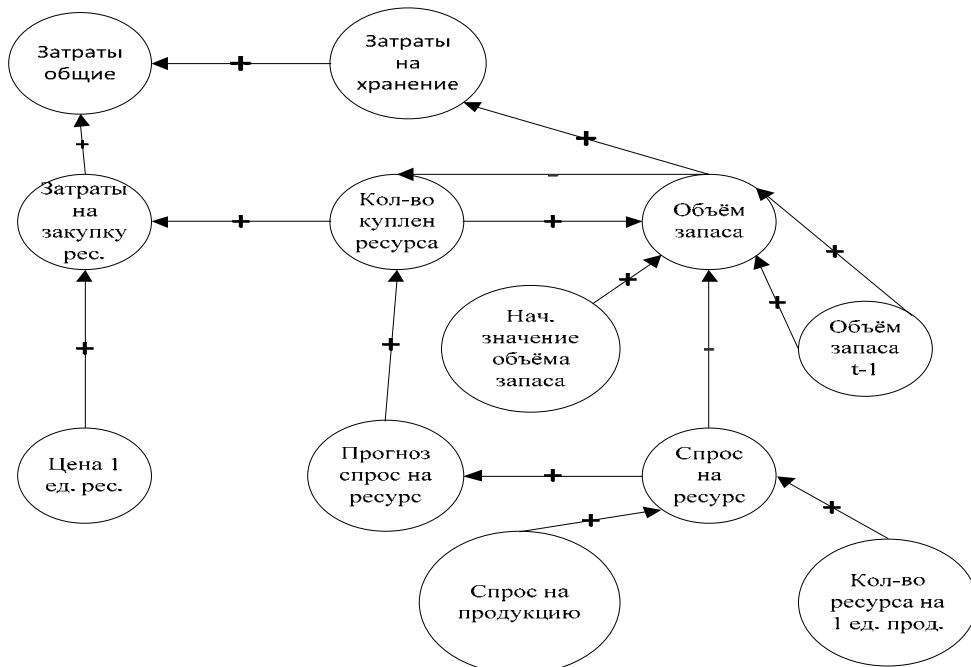 Затраты
общие
Затраты
на
хранение
Затраты
на
закупку
рес.
Кол-во
куплен
ресурса
Объём
запаса
Нач.
значение
объёма
запаса
Объём
запаса
t-1
Цена 1
ед. рес.
Прогноз
спрос на
ресурс
Спрос
на
ресурс
Спрос на
продукцию
Кол-во
ресурса на
1 ед. прод.